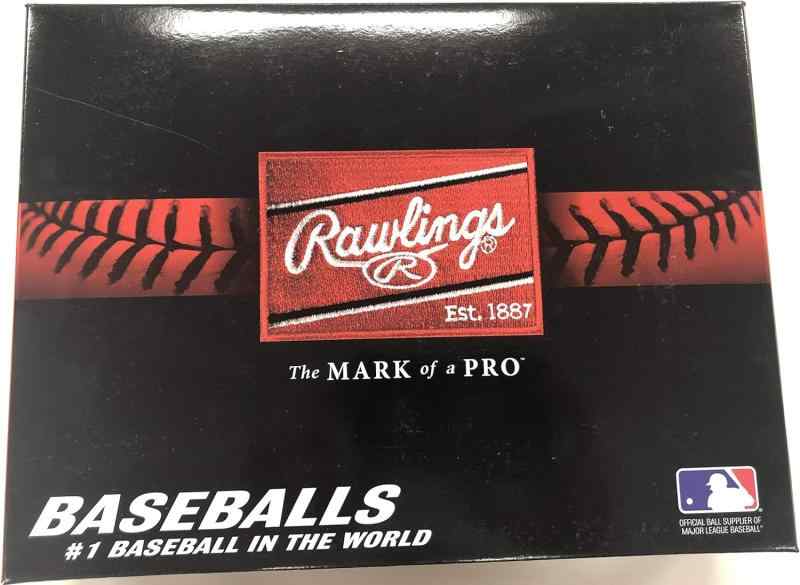 Rawlings®
R
Est. 1887
The MARK of a PRO™
BASEBALLS
#1 BASEBALL IN THE WORLD
OFFICIAL BALL SUPPLIER OF
MAJOR LEAGUE BASEBALL®